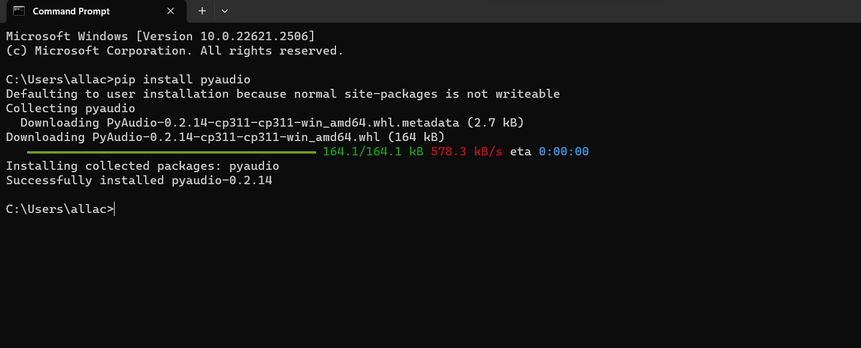 Command Prompt
Microsoft Windows [Version 10.0.22621.2506]
(c) Microsoft Corporation. All rights reserved.
C:\Users\allac>pip install pyaudio
Defaulting to user installation because normal site-packages is not writeable
Collecting pyaudio
  Downloading PyAudio-0.2.14-cp311-cp311-win_amd64.whl.metadata (2.7 kB)
Downloading PyAudio-0.2.14-cp311-cp311-win_amd64.whl (164 kB)
164.1/164.1 kB 578.3 kB/s eta 0:00:00
Installing collected packages: pyaudio
Successfully installed pyaudio-0.2.14
C:\Users\allac>